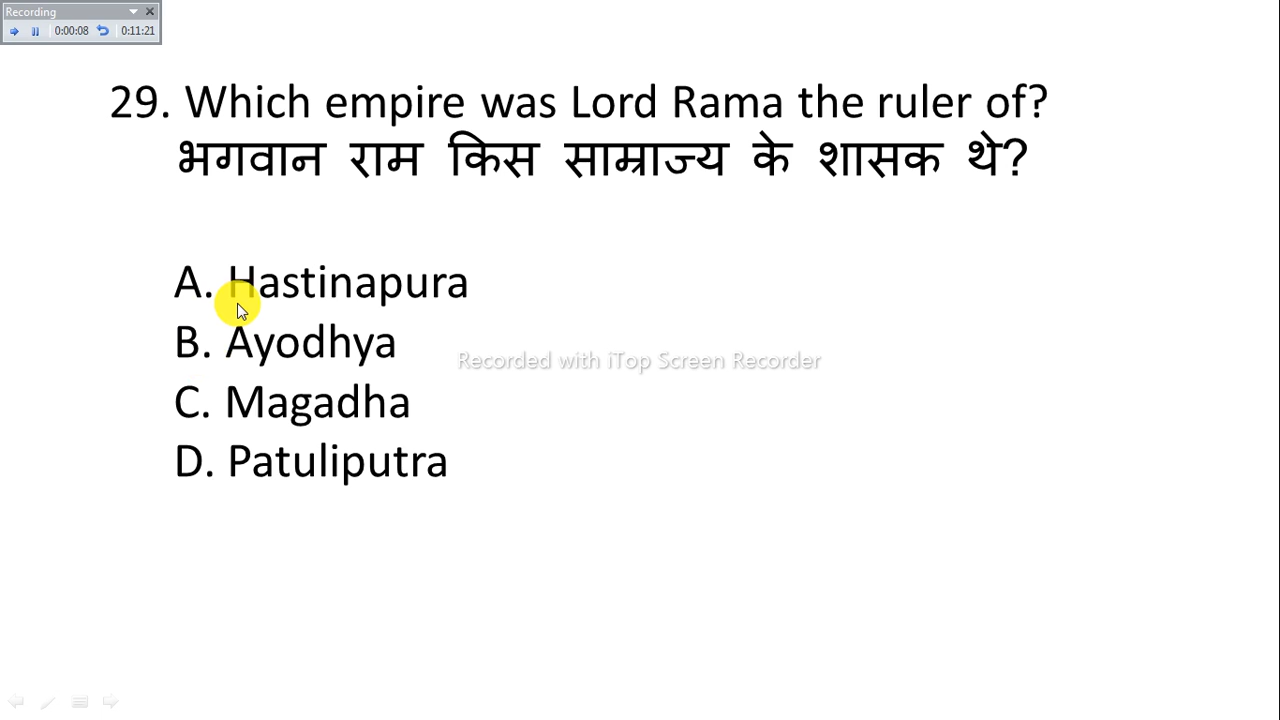 Recording
0:00:08 0:11:21
29. Which empire was Lord Rama the ruler of?
भगवान राम किस साम्राज्य के शासक थे?
A. Hastinapura
B. Ayodhya
Recorded with iTop Screen Recorder
C. Magadha
D. Patuliputra